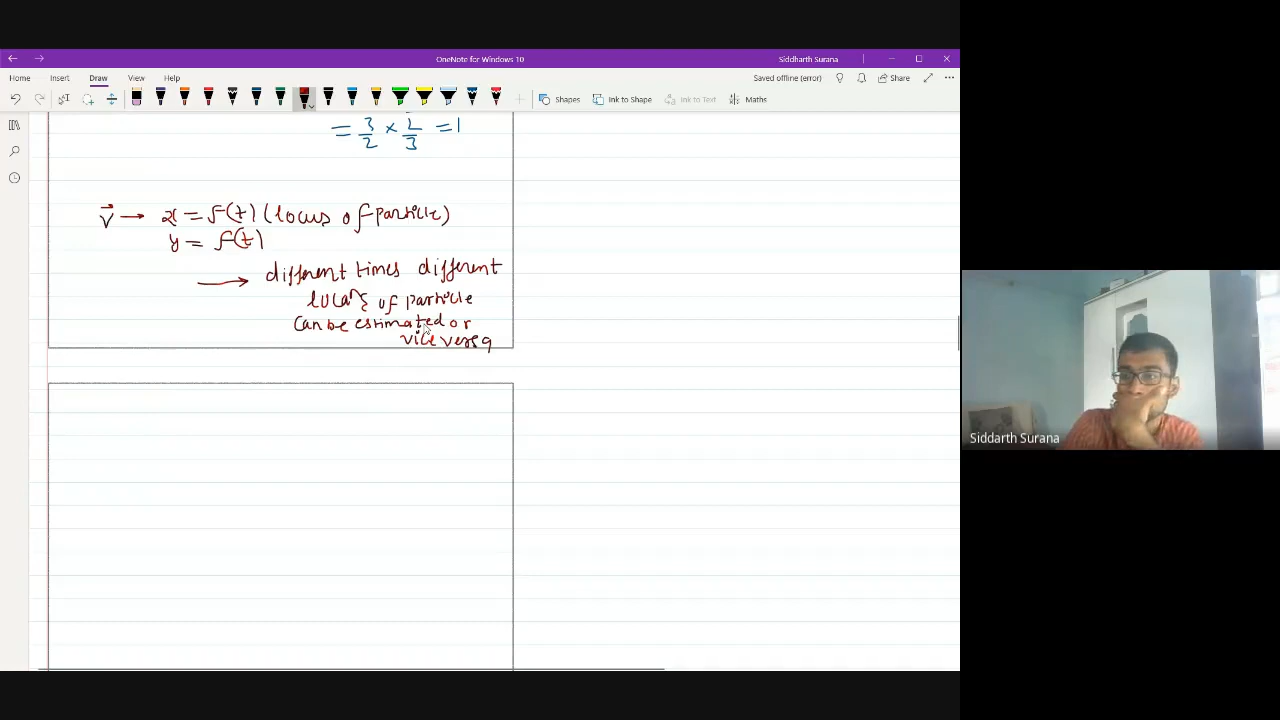 OneNote for Windows 10
Siddharth Surana
Home Insert Draw View Help
Saved offline (error)
Share
Shapes
Ink to Shape
Ink to Text
Maths
= 3/2 × 2/3 = 1
v⃗ → x = f(t) (locus of particle)
y = f(t)
→ different times different
of particle
can be estimated or
vice versa
Siddarth Surana